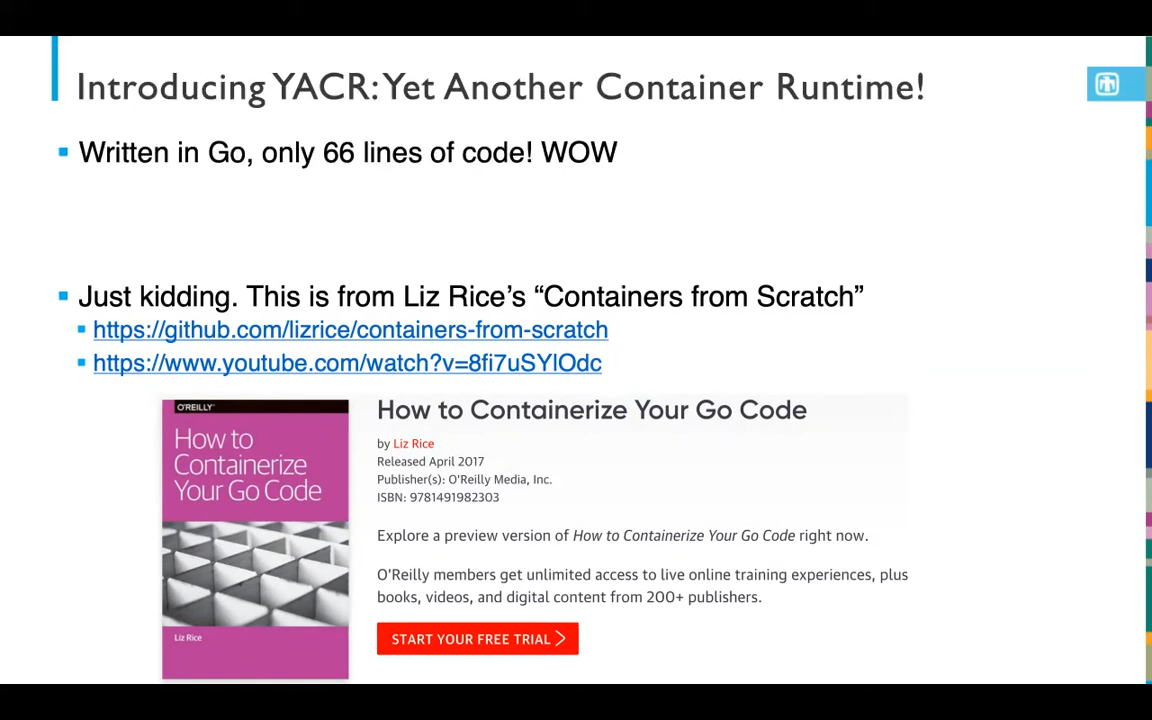 Introducing YACR: Yet Another Container Runtime!
Written in Go, only 66 lines of code! WOW
Just kidding. This is from Liz Rice’s “Containers from Scratch”
https://github.com/lizrice/containers-from-scratch
https://www.youtube.com/watch?v=8fi7uSYlOdc
O'REILLY
How to
Containerize
Your Go Code
Liz Rice
How to Containerize Your Go Code
by Liz Rice
Released April 2017
Publisher(s): O'Reilly Media, Inc.
ISBN: 9781491982303
Explore a preview version of How to Containerize Your Go Code right now.
O'Reilly members get unlimited access to live online training experiences, plus
books, videos, and digital content from 200+ publishers.
START YOUR FREE TRIAL >